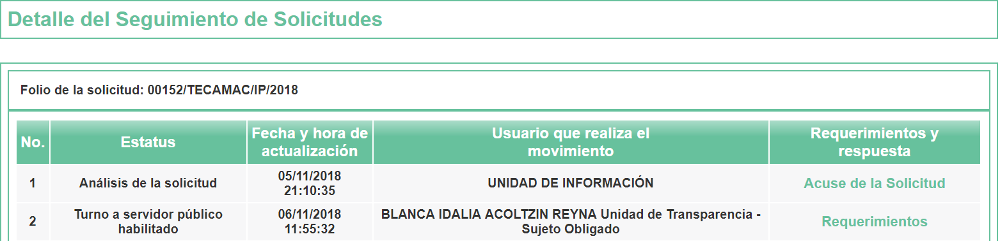 Detalle del Seguimiento de Solicitudes
Folio de la solicitud: 00152/TECAMAC/IP/2018
No.
Estatus
Fecha y hora de
actualización
Usuario que realiza el
movimiento
Requerimientos y
respuesta
1
Análisis de la solicitud
05/11/2018
21:10:35
UNIDAD DE INFORMACIÓN
Acuse de la Solicitud
2
Turno a servidor público
habilitado
06/11/2018
11:55:32
BLANCA IDALIA ACOLTZIN REYNA Unidad de Transparencia -
Sujeto Obligado
Requerimientos